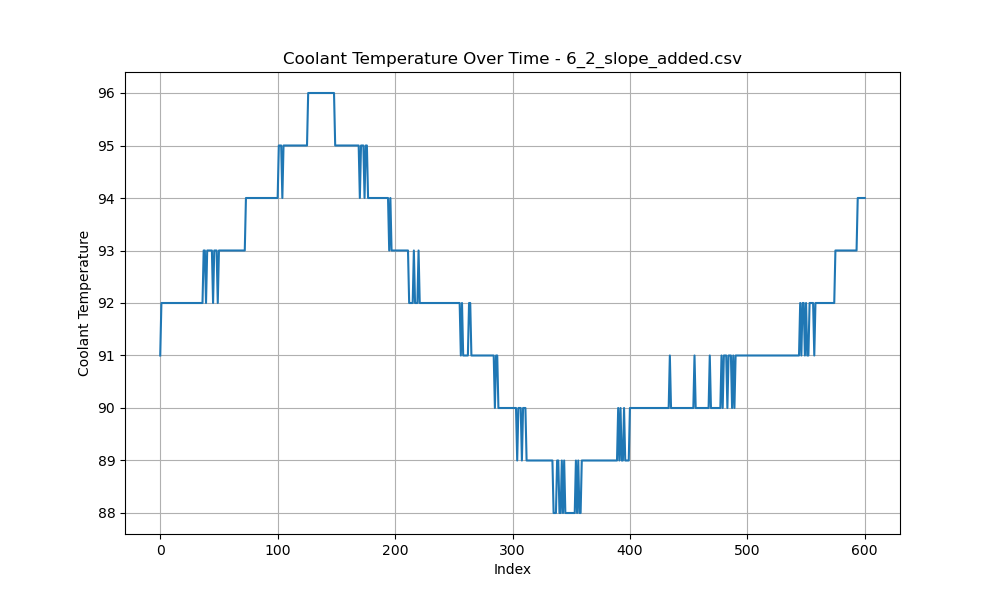 Coolant Temperature Over Time - 6_2_slope_added.csv
96
95
94
93
92
91
90
89
88
Coolant Temperature
0 100 200 300 400 500 600
Index